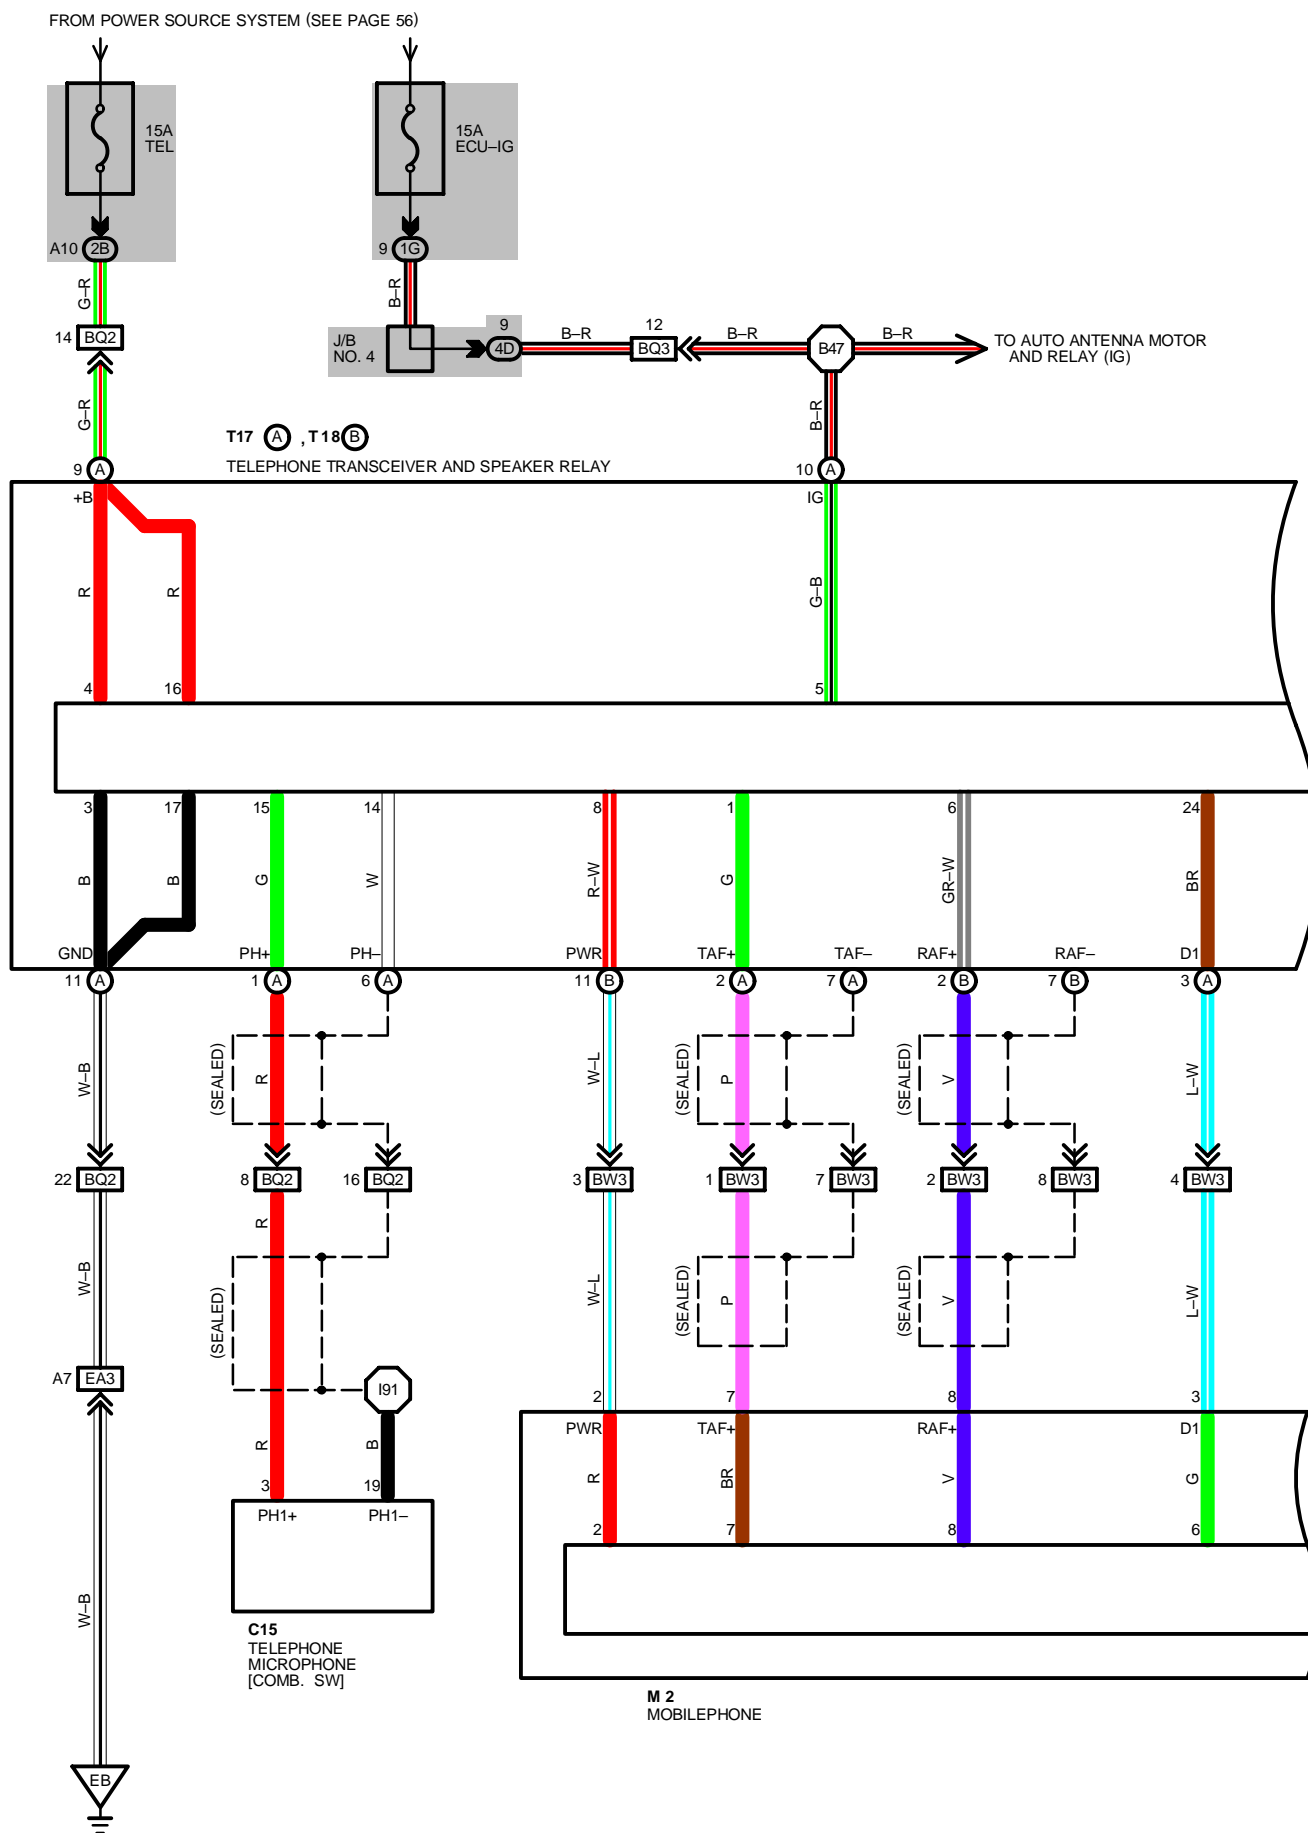 FROM POWER SOURCE SYSTEM (SEE PAGE 56)
15A
TEL
15A
ECU–IG
A10 2B
9 1G
G–R
B–R
14 BQ2
J/B
NO. 4
9
4D
B–R
12
BQ3
B–R
B47
B–R
TO AUTO ANTENNA MOTOR
AND RELAY (IG)
G–R
B–R
T17 A , T18 B
TELEPHONE TRANSCEIVER AND SPEAKER RELAY
9 A
10 A
+B
IG
R
R
G–B
4
16
5
3
17
15
14
8
1
6
24
B
B
G
W
R–W
G
GR–W
BR
GND
PH+
PH–
PWR
TAF+
TAF–
RAF+
RAF–
D1
11 A
1 A
6 A
11 B
2 A
7 A
2 B
7 B
3 A
W–B
(SEALED)
R
W–L
(SEALED)
P
(SEALED)
V
L–W
22 BQ2
8 BQ2
16 BQ2
3 BW3
1 BW3
7 BW3
2 BW3
8 BW3
4 BW3
W–B
R
(SEALED)
W–L
(SEALED)
P
(SEALED)
V
L–W
A7 EA3
I91
2
7
8
3
PWR
TAF+
RAF+
D1
R
B
R
BR
V
G
3
19
2
7
8
6
PH1+
PH1–
W–B
C15
TELEPHONE
MICROPHONE
[COMB. SW]
M 2
MOBILEPHONE
EB